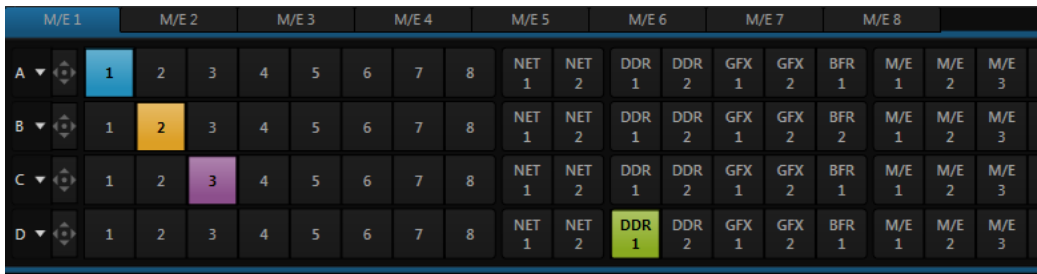 M/E 1 M/E 2 M/E 3 M/E 4 M/E 5 M/E 6 M/E 7 M/E 8
A 1 2 3 4 5 6 7 8 NET 1 NET 2 DDR 1 DDR 2 GFX 1 GFX 2 BFR 1 M/E 1 M/E 2 M/E 3
B 1 2 3 4 5 6 7 8 NET 1 NET 2 DDR 1 DDR 2 GFX 1 GFX 2 BFR 2 M/E 1 M/E 2 M/E 3
C 1 2 3 4 5 6 7 8 NET 1 NET 2 DDR 1 DDR 2 GFX 1 GFX 2 BFR 1 M/E 1 M/E 2 M/E 3
D 1 2 3 4 5 6 7 8 NET 1 NET 2 DDR 1 DDR 2 GFX 1 GFX 2 BFR 1 M/E 1 M/E 2 M/E 3